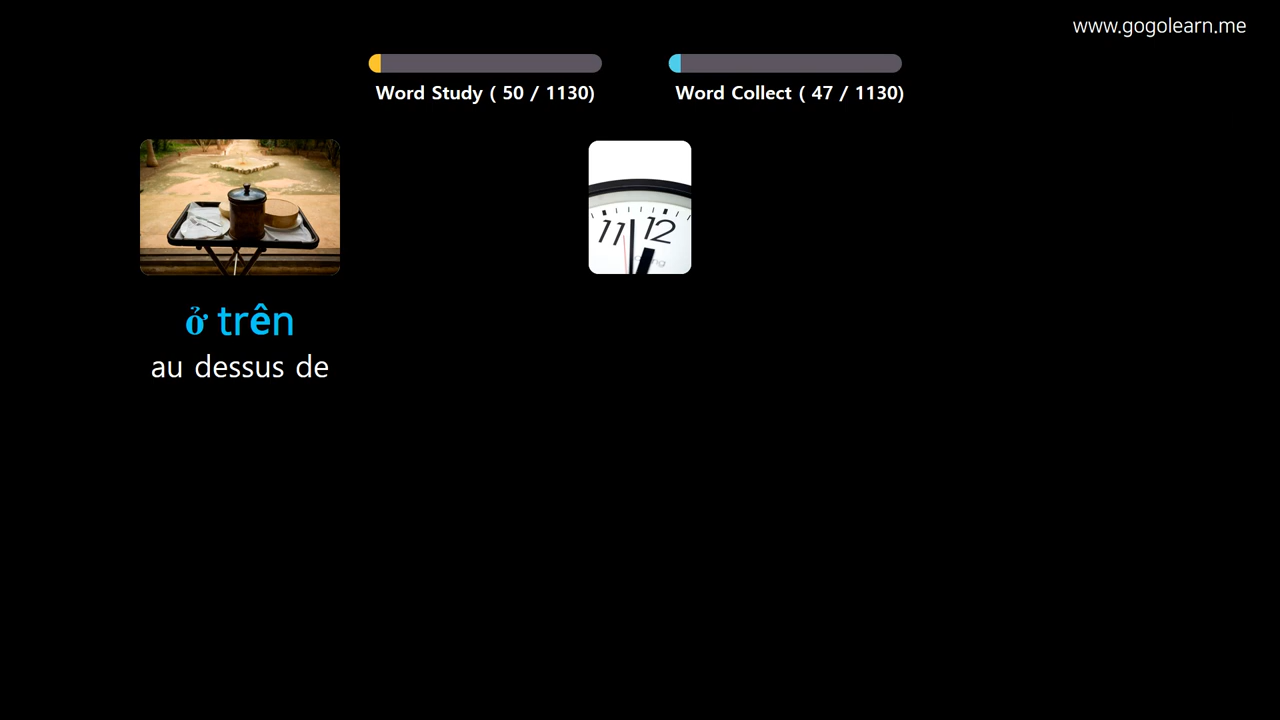 www.gogolearn.me
Word Study ( 50 / 1130)
Word Collect ( 47 / 1130)
11 12
ở trên
au dessus de